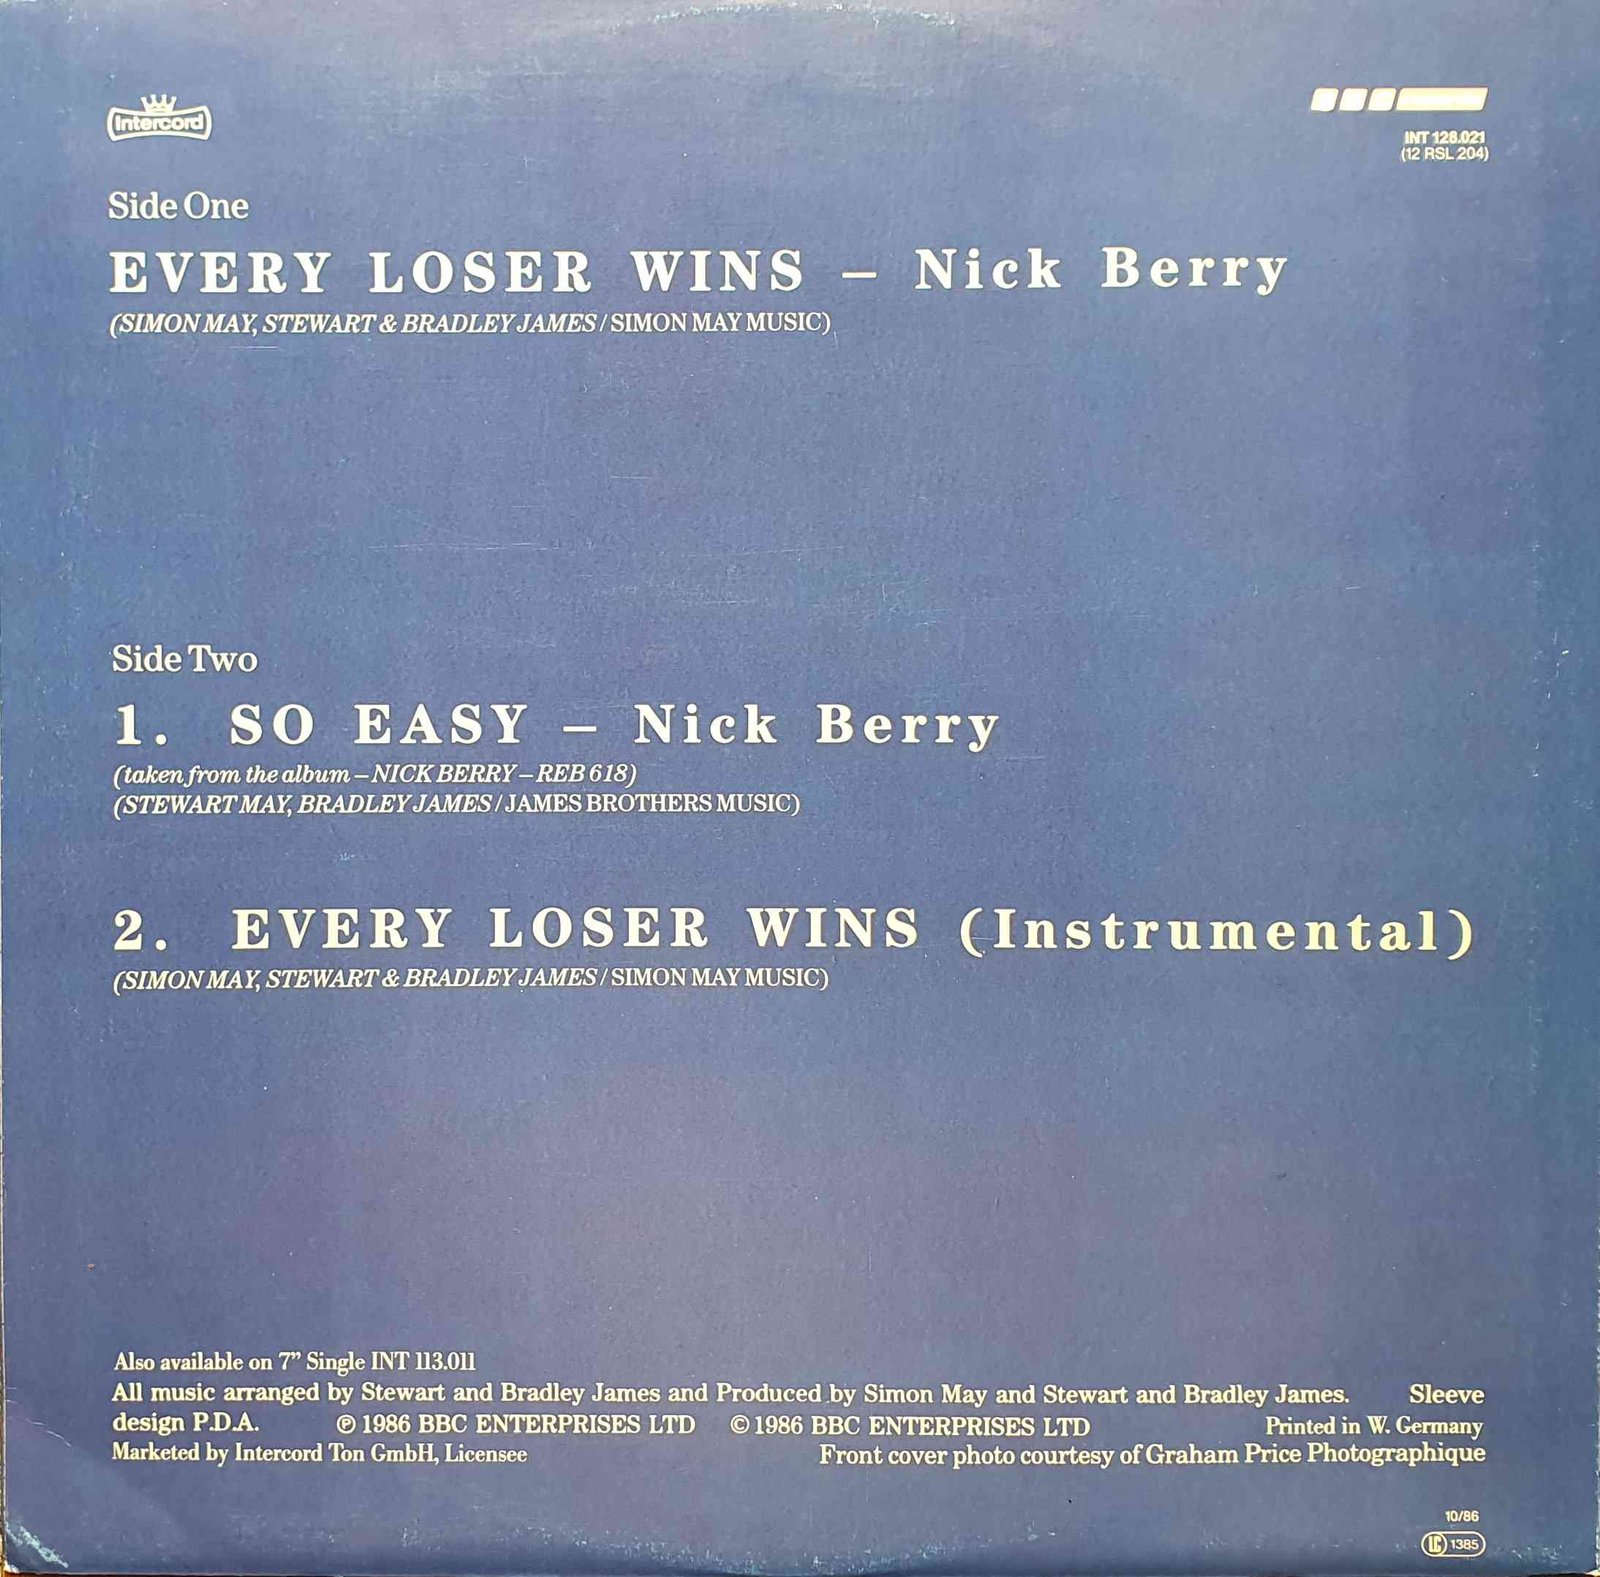 Intercord
INT 128.021
(12 RSL 204)
Side One
EVERY LOSER WINS – Nick Berry
(SIMON MAY, STEWART & BRADLEY JAMES / SIMON MAY MUSIC)
Side Two
1. SO EASY – Nick Berry
(taken from the album – NICK BERRY – REB 618)
(STEWART MAY, BRADLEY JAMES / JAMES BROTHERS MUSIC)
2. EVERY LOSER WINS (Instrumental)
(SIMON MAY, STEWART & BRADLEY JAMES / SIMON MAY MUSIC)
Also available on 7” Single INT 113.011
All music arranged by Stewart and Bradley James and Produced by Simon May and Stewart and Bradley James. Sleeve
design P.D.A. ℗ 1986 BBC ENTERPRISES LTD © 1986 BBC ENTERPRISES LTD Printed in W. Germany
Marketed by Intercord Ton GmbH, Licensee Front cover photo courtesy of Graham Price Photographique
10/86
LC 1385